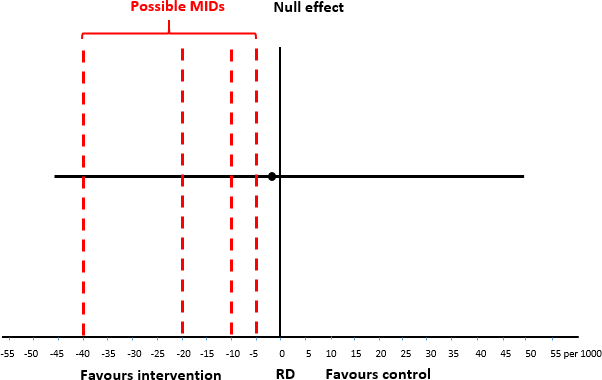 Possible MIDs Null effect
-55 -50 -45 -40 -35 -30 -25 -20 -15 -10 -5 0 5 10 15 20 25 30 35 40 45 50 55 per 1000
Favours intervention RD Favours control